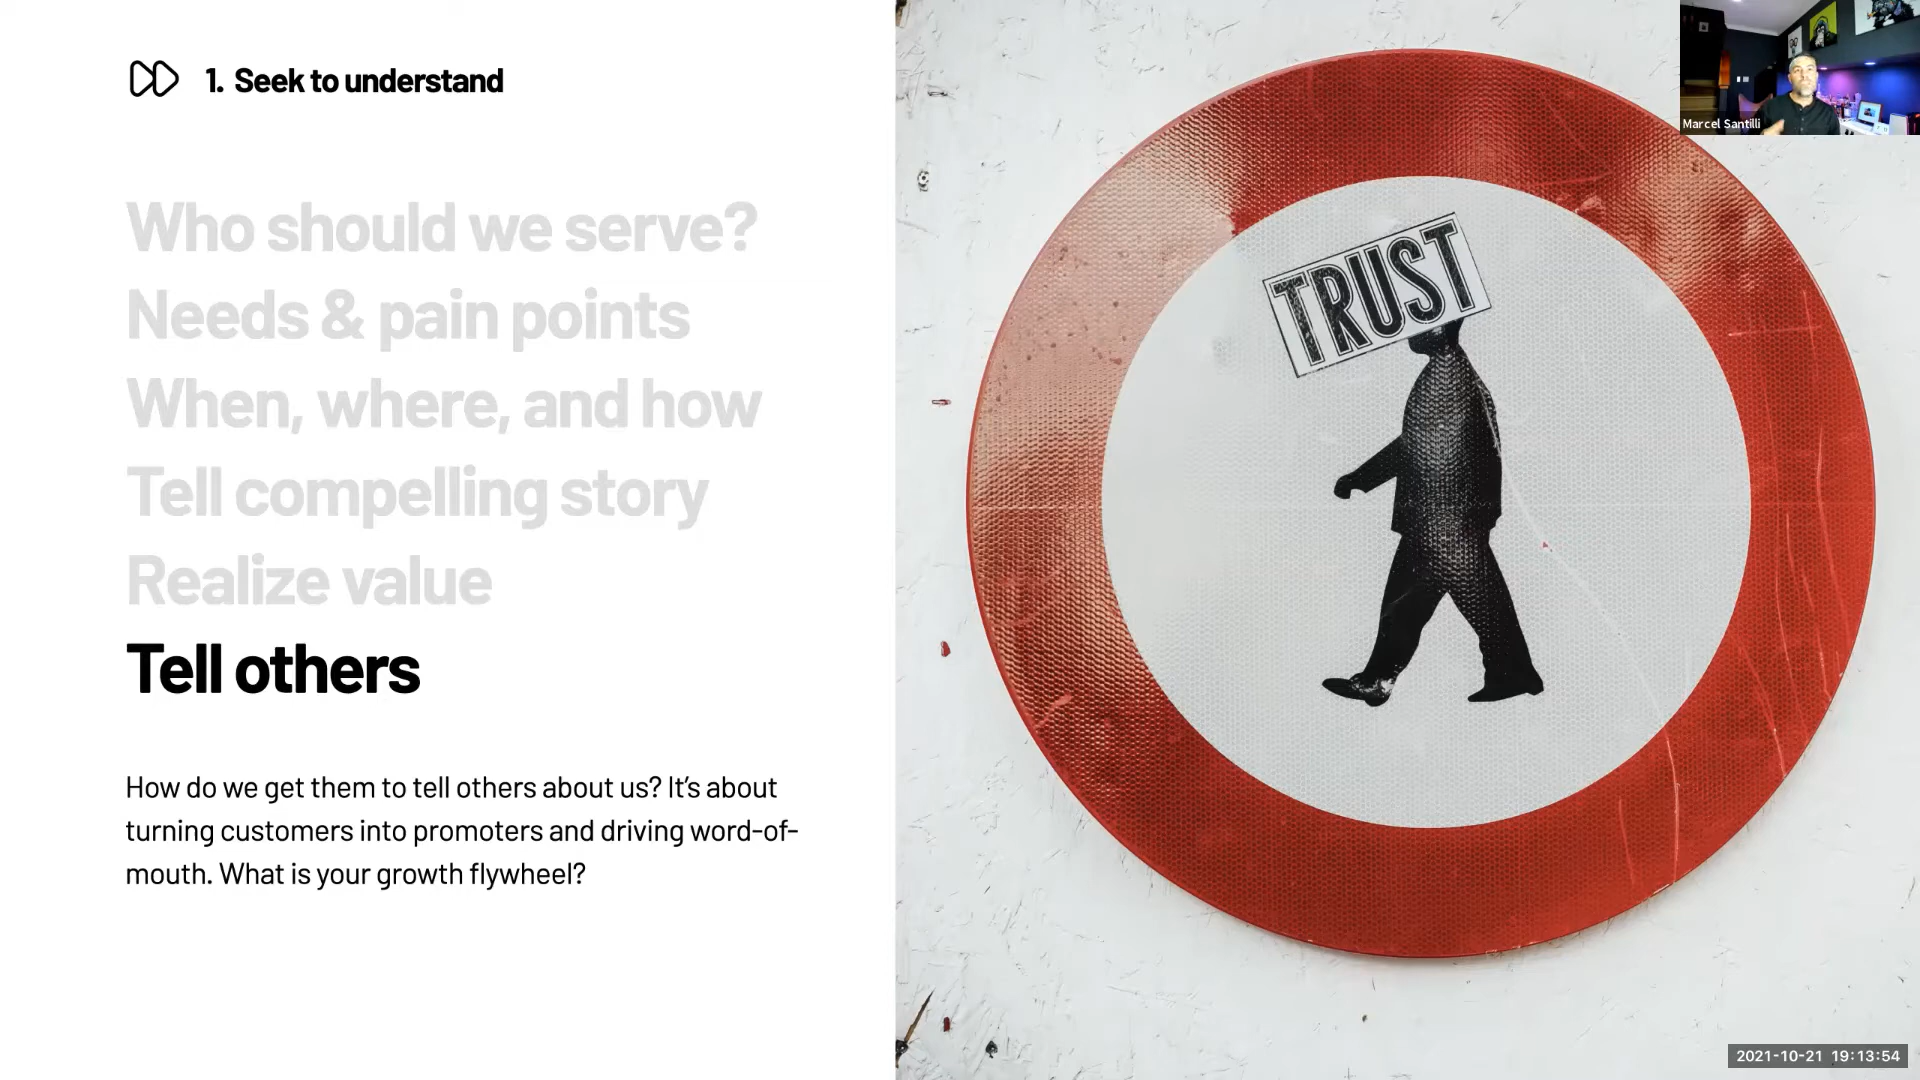 1. Seek to understand
Who should we serve?
Needs & pain points
When, where, and how
Tell compelling story
Realize value
Tell others
How do we get them to tell others about us? It’s about
turning customers into promoters and driving word-of-
mouth. What is your growth flywheel?
TRUST
Marcel Santilli
2021-10-21 19:13:54